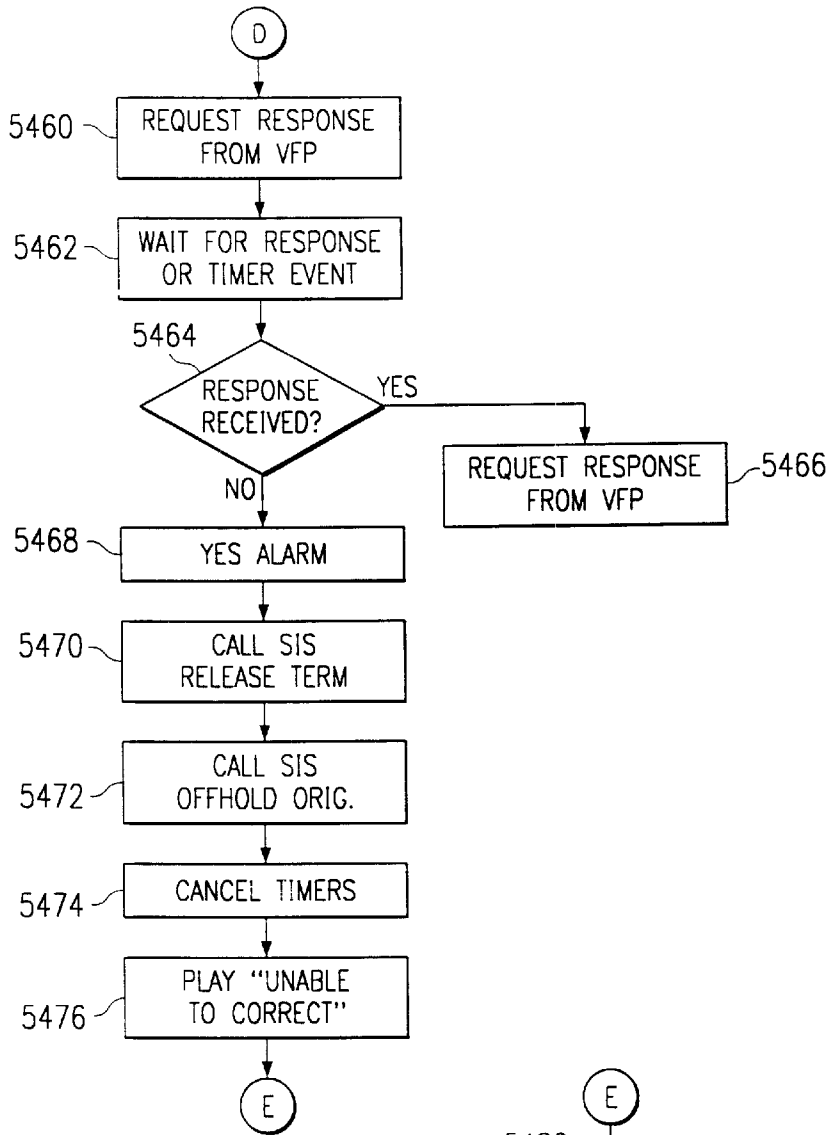 D
5460
REQUEST RESPONSE
FROM VFP
5462
WAIT FOR RESPONSE
OR TIMER EVENT
5464
RESPONSE
RECEIVED?
YES
REQUEST RESPONSE
FROM VFP
5466
NO
5468
YES ALARM
5470
CALL SIS
RELEASE TERM
5472
CALL SIS
OFFHOLD ORIG.
5474
CANCEL TIMERS
5476
PLAY “UNABLE
TO CORRECT”
E
E